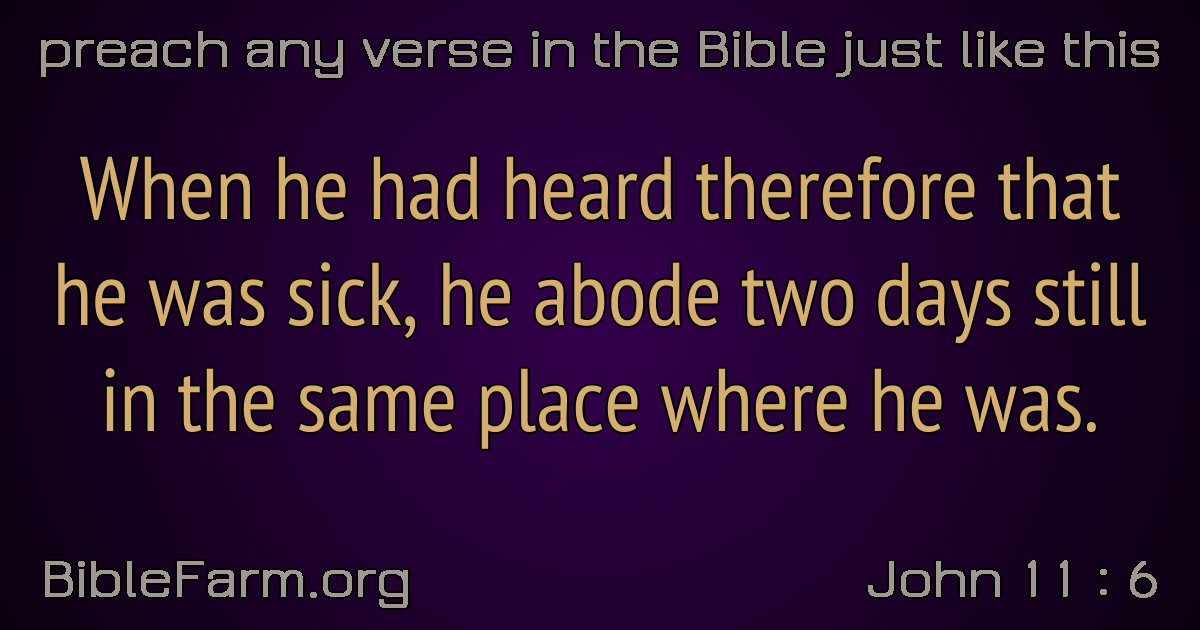 preach any verse in the Bible just like this
When he had heard therefore that
he was sick, he abode two days still
in the same place where he was.
BibleFarm.org
John 11 : 6